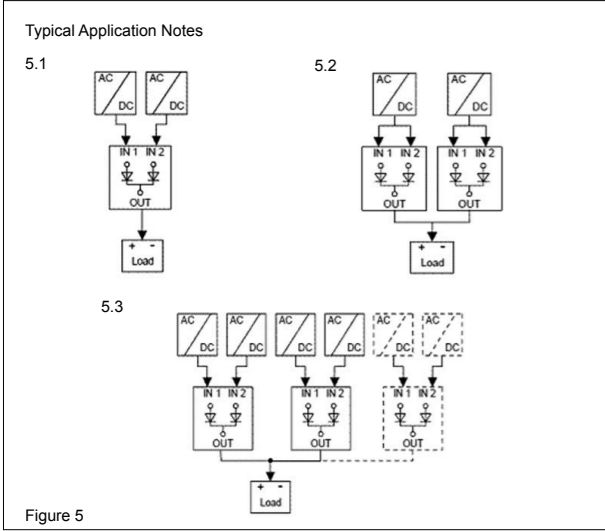 Typical Application Notes
5.1
AC DC AC DC
IN 1 IN 2
OUT
+ -
Load
5.2
AC DC AC DC
IN 1 IN 2 IN 1 IN 2
OUT OUT
+ -
Load
5.3
AC DC AC DC AC DC AC DC AC DC AC DC
IN 1 IN 2 IN 1 IN 2 IN 1 IN 2
OUT OUT OUT
+ -
Load
Figure 5